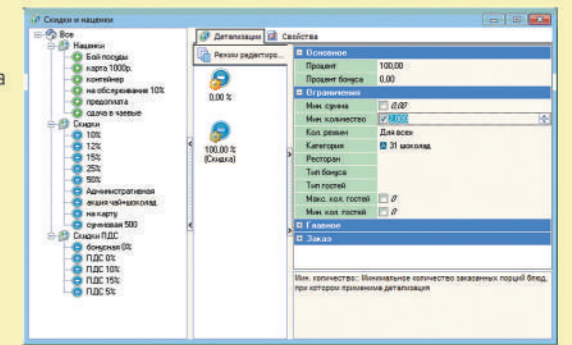 Скидки и наценки
Все
Наценки
Бой посуды
карта 1000р.
контейнер
на обслуживание 10%
предоплата
сдача в чаевые
Скидки
10%
12%
15%
25%
50%
Административная
акция чай+шоколад
на карту
суммовая 500
Скидки ПДС
бонусная 0%
ПДС 0%
ПДС 10%
ПДС 15%
ПДС 5%
Детализации
Свойства
Режим редактиро...
0,00 %
100,00 %
(Скидка)
Основное
Процент 100,00
Процент бонуса 0,00
Ограничения
Мин. сумма 0,00
Мин. количество 2,000
Кол. режим Для всех
Категория 31 шоколад
Ресторан
Тип бонуса
Тип гостей
Макс. кол. гостей 0
Мин. кол. гостей 0
Главное
Заказ
Мин. количество:: Минимальное количество заказанных порций блюд,
при котором применима детализация
а